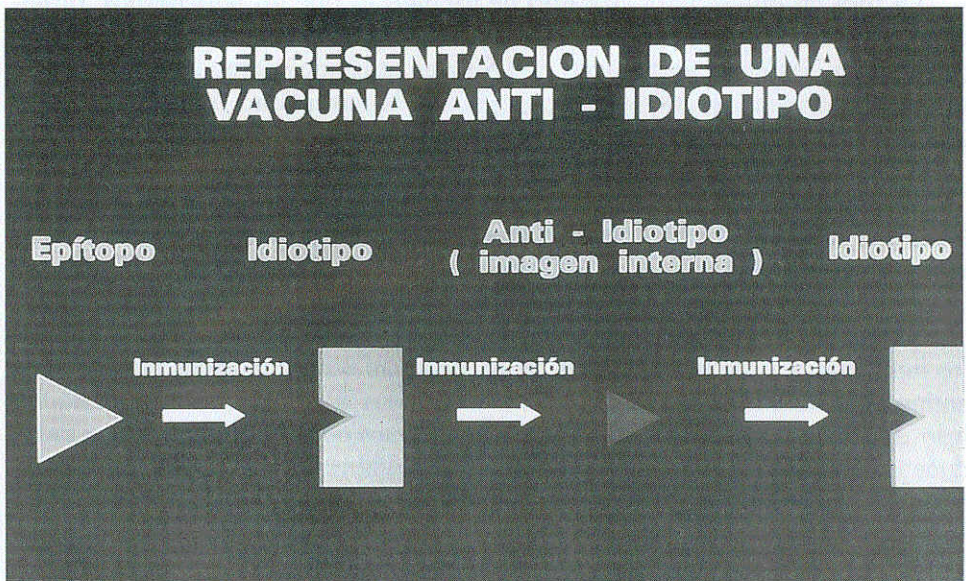 REPRESENTACION DE UNA
VACUNA ANTI - IDIOTIPO
Epítopo
Idiotipo
Anti - Idiotipo
( imagen interna )
Idiotipo
Inmunización
Inmunización
Inmunización